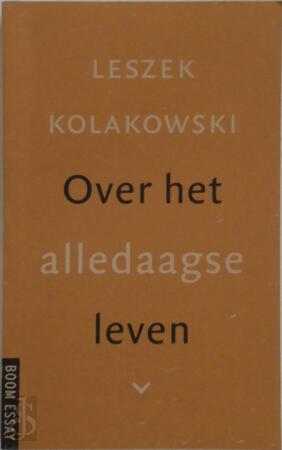 LESZEK
KOLAKOWSKI
Over het
alledaagse
leven
BOOM ESSAY